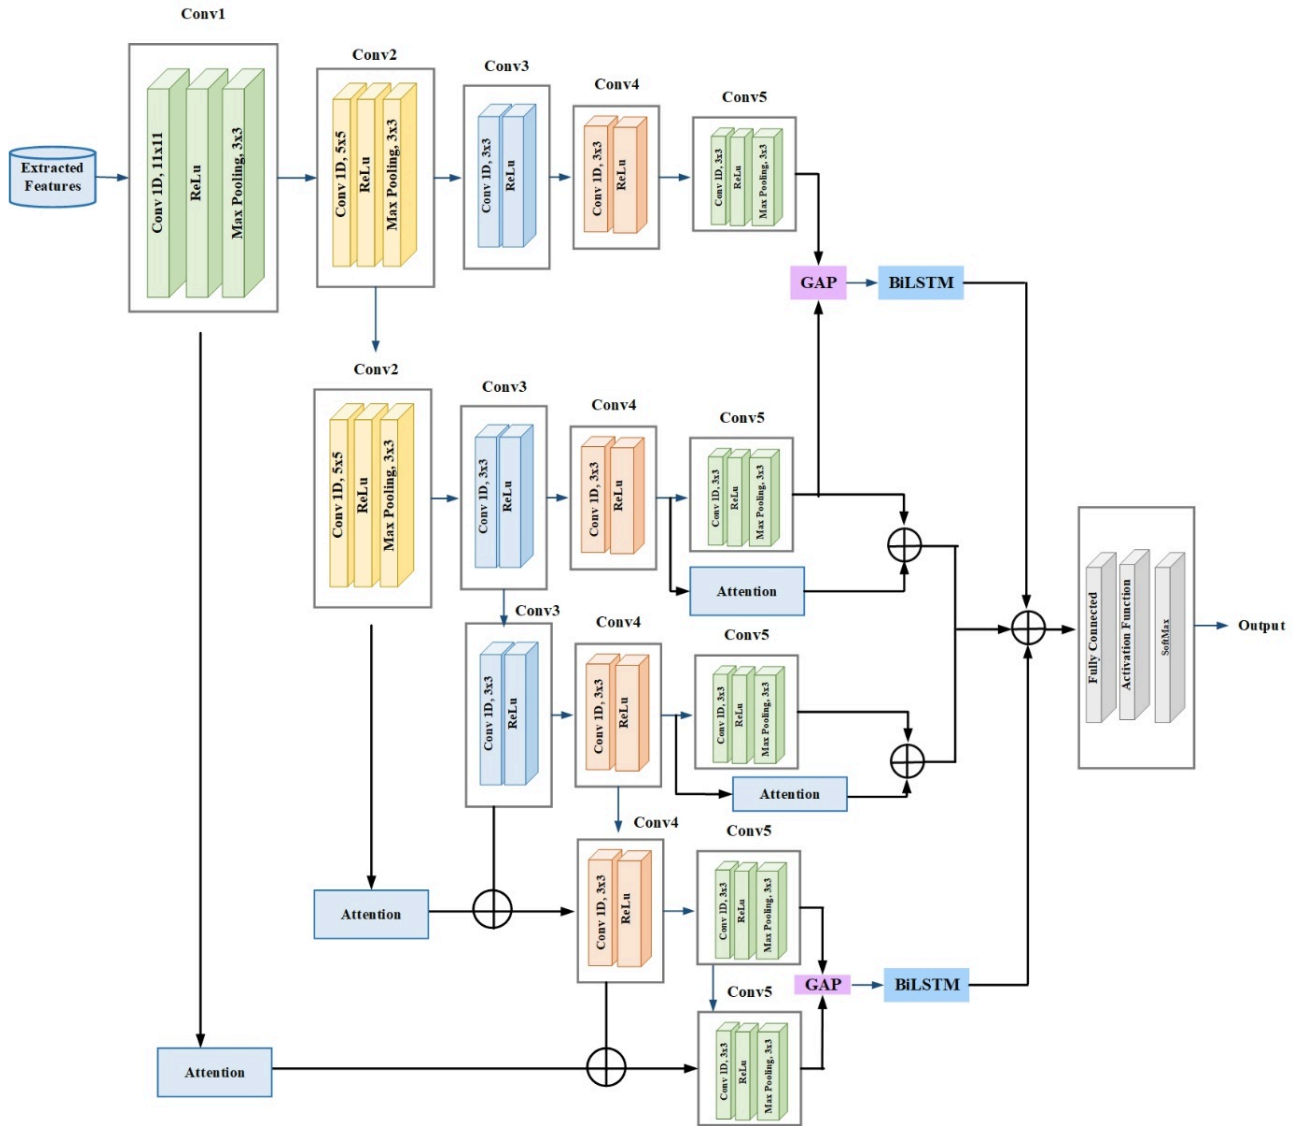 Conv1
Conv2
Conv3
Conv4
Conv5
Extracted
Features
Conv 1D, 11x11
ReLu
Max Pooling, 3x3
Conv 1D, 5x5
ReLu
Max Pooling, 3x3
Conv 1D, 3x3
ReLu
Conv 1D, 3x3
ReLu
Conv 1D, 3x3
ReLu
Max Pooling, 3x3
GAP
BiLSTM
Conv2
Conv3
Conv4
Conv5
Conv 1D, 5x5
ReLu
Max Pooling, 3x3
Conv 1D, 3x3
ReLu
Conv 1D, 3x3
ReLu
Conv 1D, 3x3
ReLu
Max Pooling, 3x3
Attention
Conv3
Conv4
Conv5
Conv 1D, 3x3
ReLu
Conv 1D, 3x3
ReLu
Conv 1D, 3x3
ReLu
Max Pooling, 3x3
Attention
Fully Connected
Activation Function
SoftMax
Output
Conv4
Conv5
Attention
Conv 1D, 3x3
ReLu
Conv 1D, 3x3
ReLu
Max Pooling, 3x3
GAP
BiLSTM
Conv5
Attention
Conv 1D, 3x3
ReLu
Max Pooling, 3x3